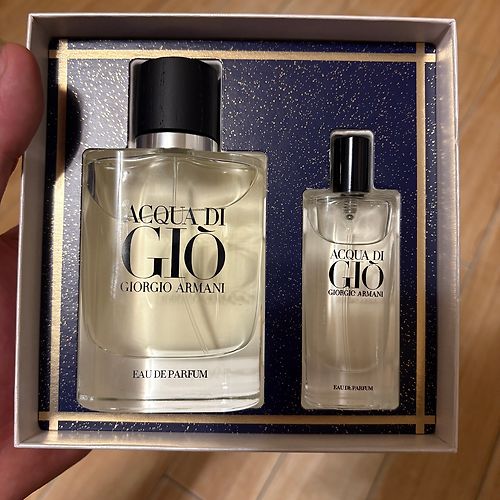 ACQUA DI
GIÒ
GIORGIO ARMANI
EAU DE PARFUM
ACQUA DI
GIÒ
GIORGIO ARMANI
EAU DE PARFUM